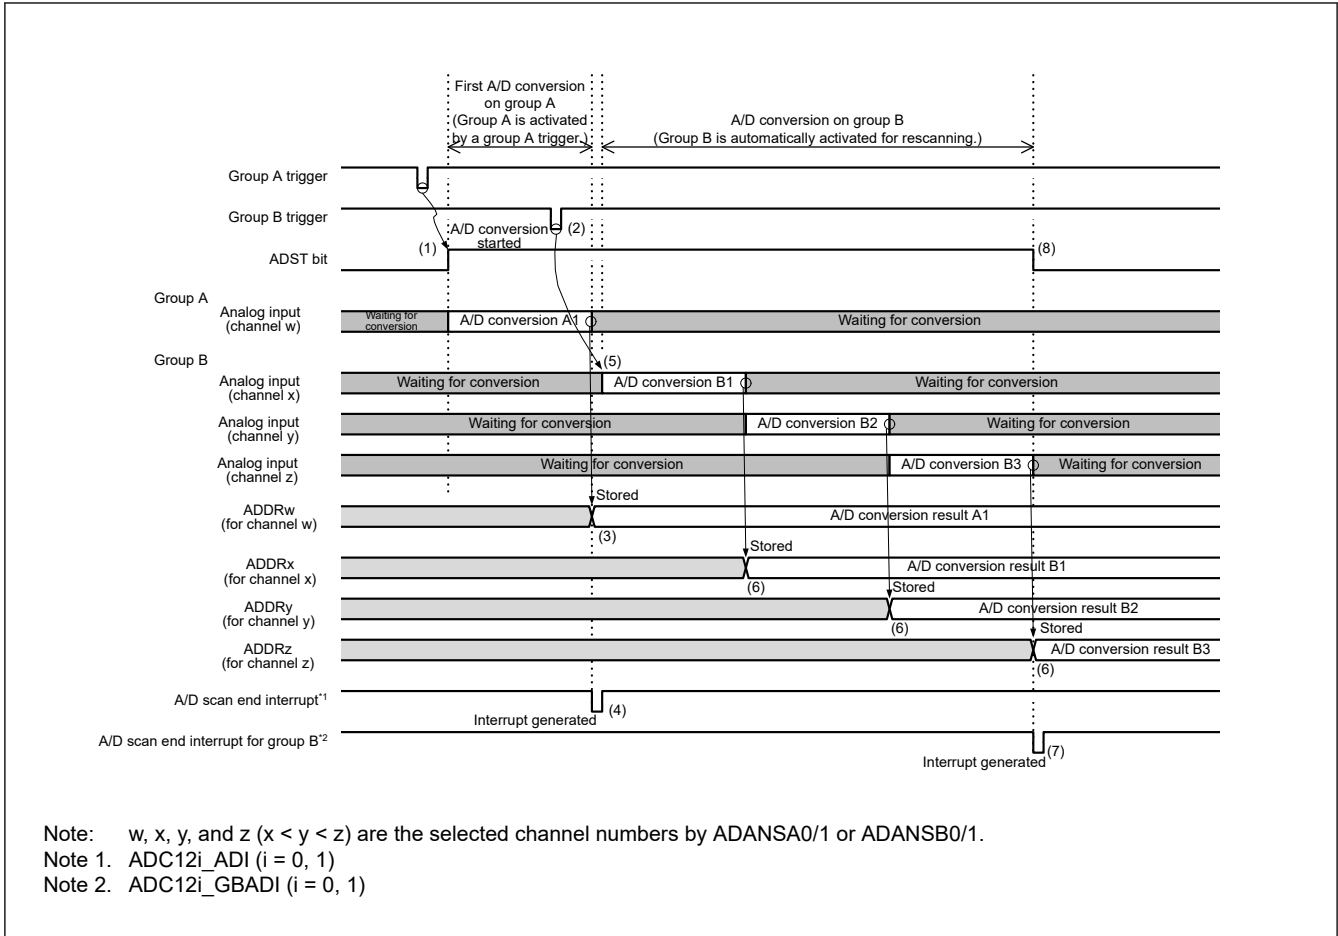 First A/D conversion
on group A
(Group A is activated
by a group A trigger.)
A/D conversion on group B
(Group B is automatically activated for rescanning.)
Group A trigger
Group B trigger
(2)
A/D conversion
started
(1)
(8)
ADST bit
Group A
Analog input
(channel w)
Waiting for
conversion
A/D conversion A1
Waiting for conversion
Group B
(5)
Analog input
(channel x)
Waiting for conversion
A/D conversion B1
Waiting for conversion
Analog input
(channel y)
Waiting for conversion
A/D conversion B2
Waiting for conversion
Analog input
(channel z)
Waiting for conversion
A/D conversion B3
Waiting for conversion
Stored
ADDRw
(for channel w)
A/D conversion result A1
(3)
Stored
ADDRx
(for channel x)
A/D conversion result B1
(6)
Stored
ADDRy
(for channel y)
A/D conversion result B2
(6)
Stored
ADDRz
(for channel z)
A/D conversion result B3
(6)
A/D scan end interrupt*1
(4)
Interrupt generated
A/D scan end interrupt for group B*2
(7)
Interrupt generated
Note: w, x, y, and z (x < y < z) are the selected channel numbers by ADANSA0/1 or ADANSB0/1.
Note 1. ADC12i_ADI (i = 0, 1)
Note 2. ADC12i_GBADI (i = 0, 1)